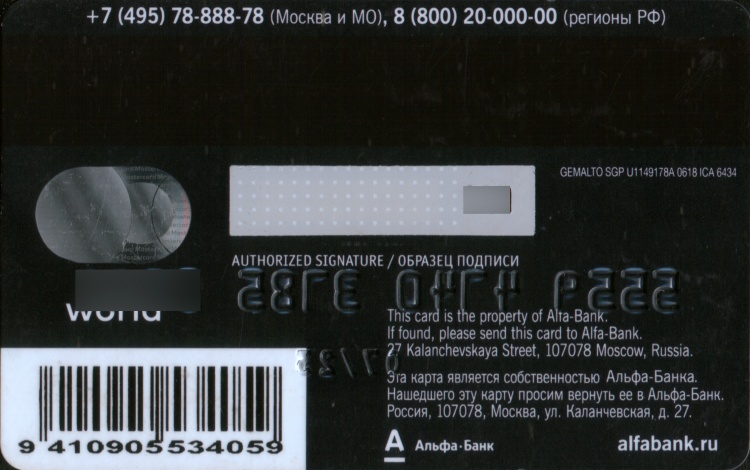 +7 (495) 78-888-78 (Москва и МО), 8 (800) 20-000-00 (регионы РФ)
GEMALTO SGP U1149178A 0618 ICA 6434
AUTHORIZED SIGNATURE / ОБРАЗЕЦ ПОДПИСИ
world
This card is the property of Alfa-Bank.
If found, please send this card to Alfa-Bank.
27 Kalanchevskaya Street, 107078 Moscow, Russia.
Эта карта является собственностью Альфа-Банка.
Нашедшего эту карту просим вернуть ее в Альфа-Банк.
Россия, 107078, Москва, ул. Каланчевская, д. 27.
9 410905534059
Альфа·Банк
alfabank.ru